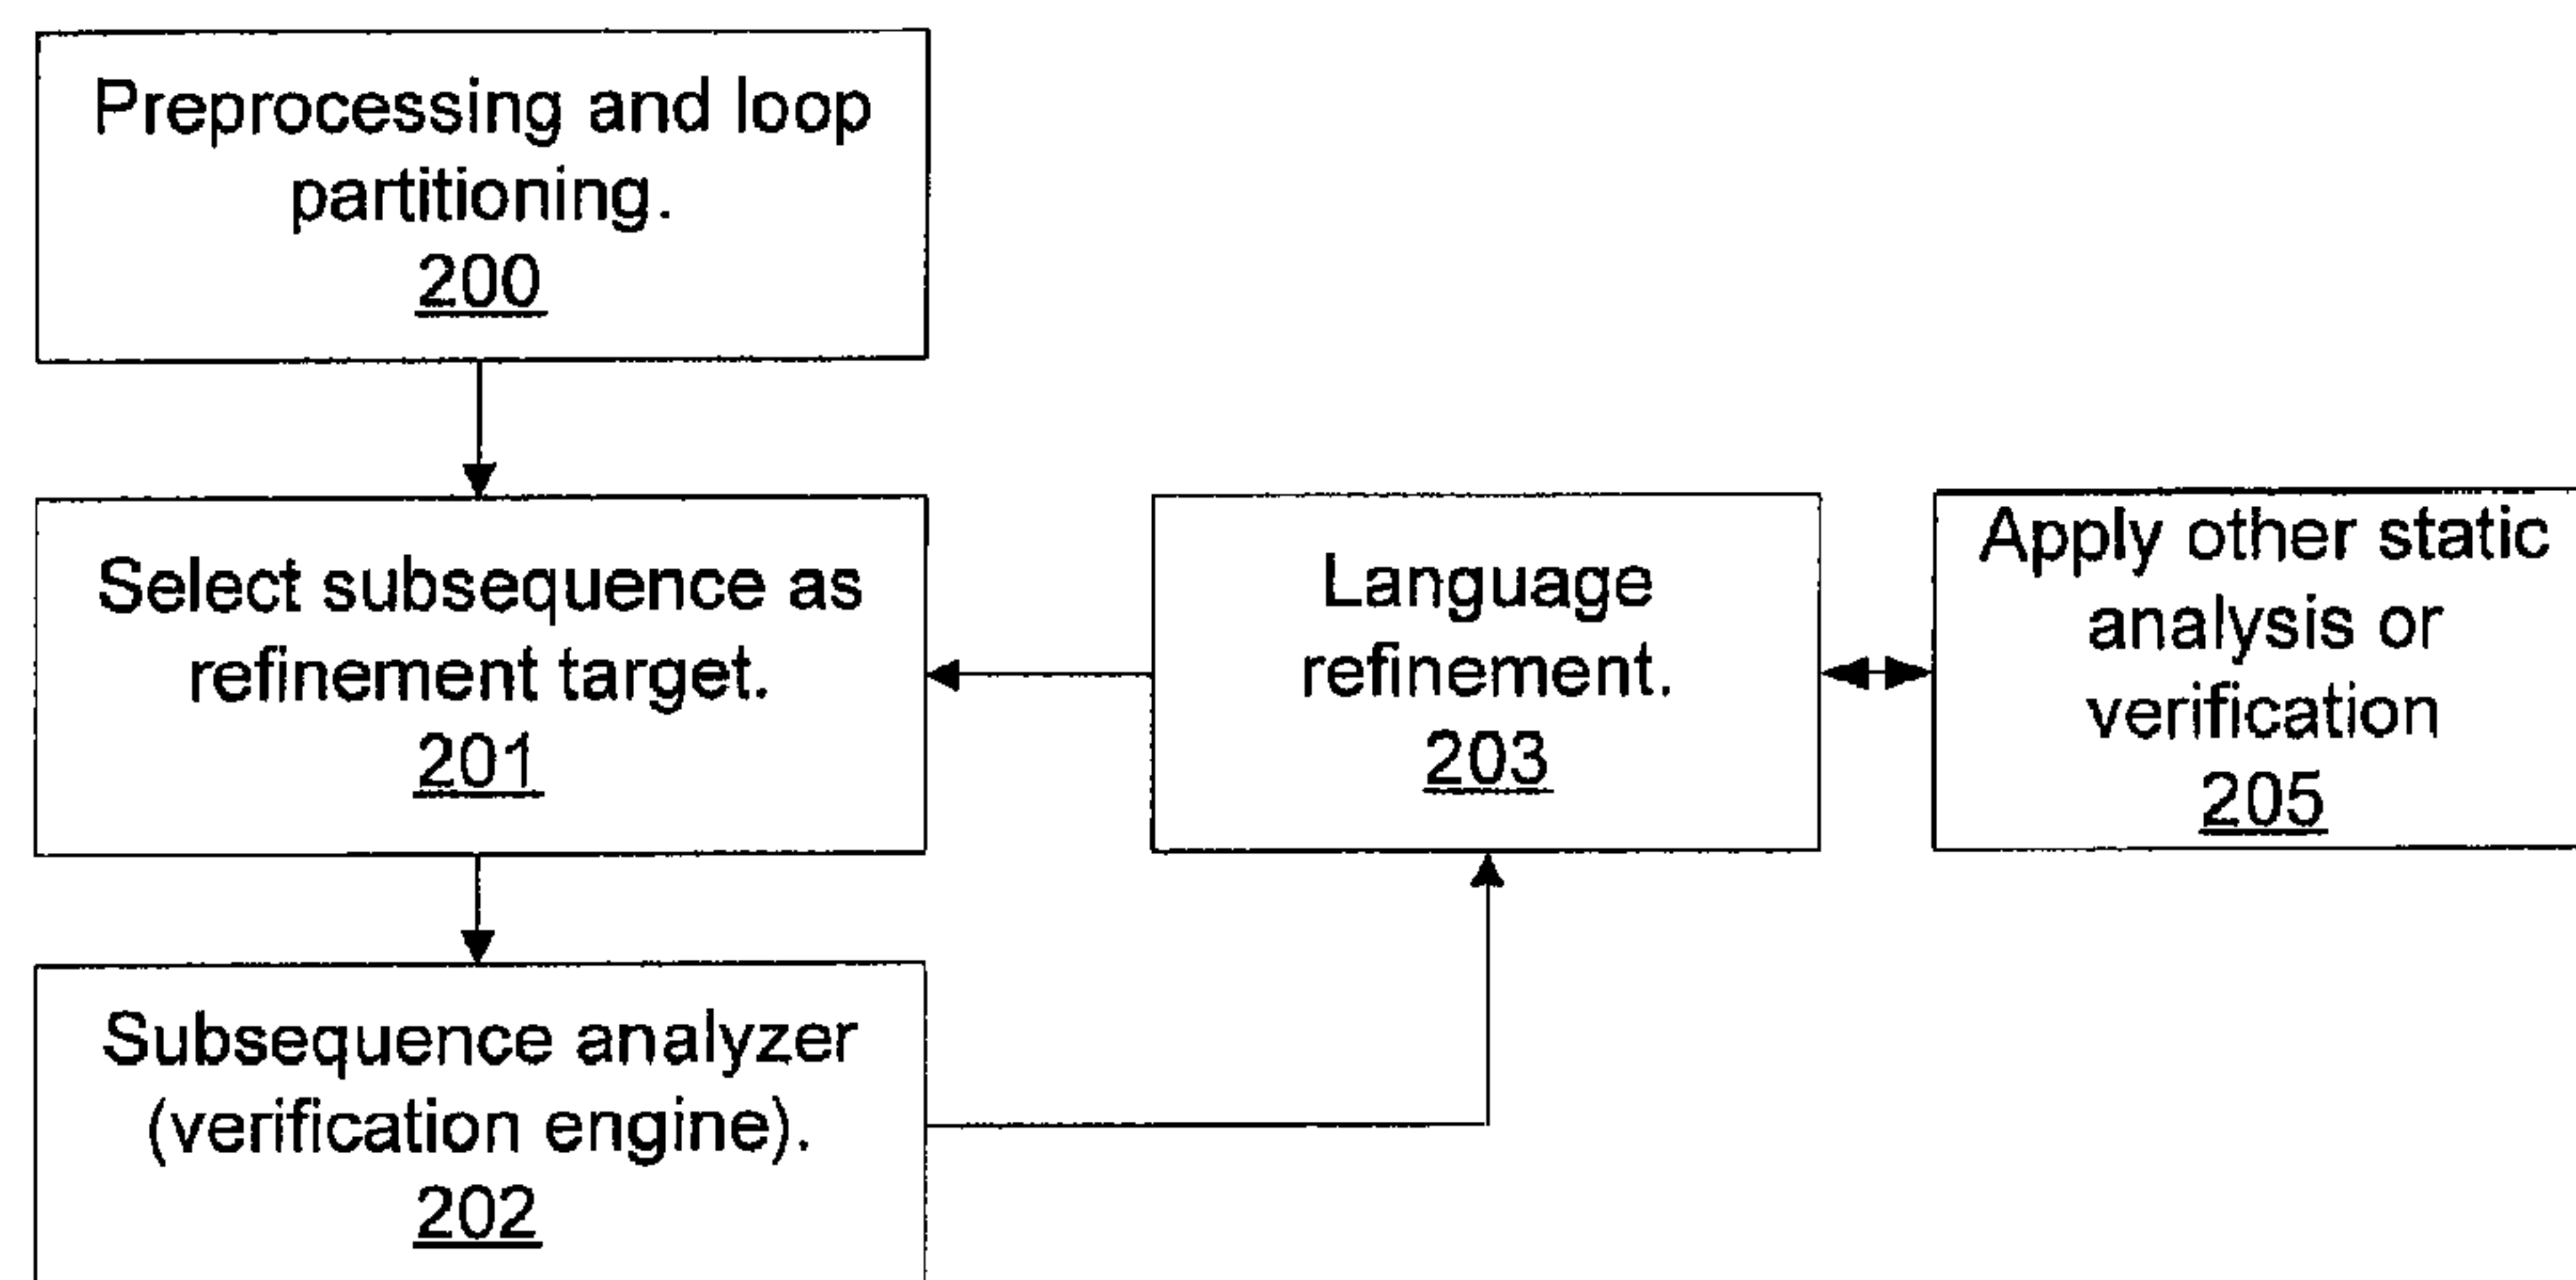 Preprocessing and loop
partitioning.
200
Select subsequence as
refinement target.
201
Language
refinement.
203
Apply other static
analysis or
verification
205
Subsequence analyzer
(verification engine).
202